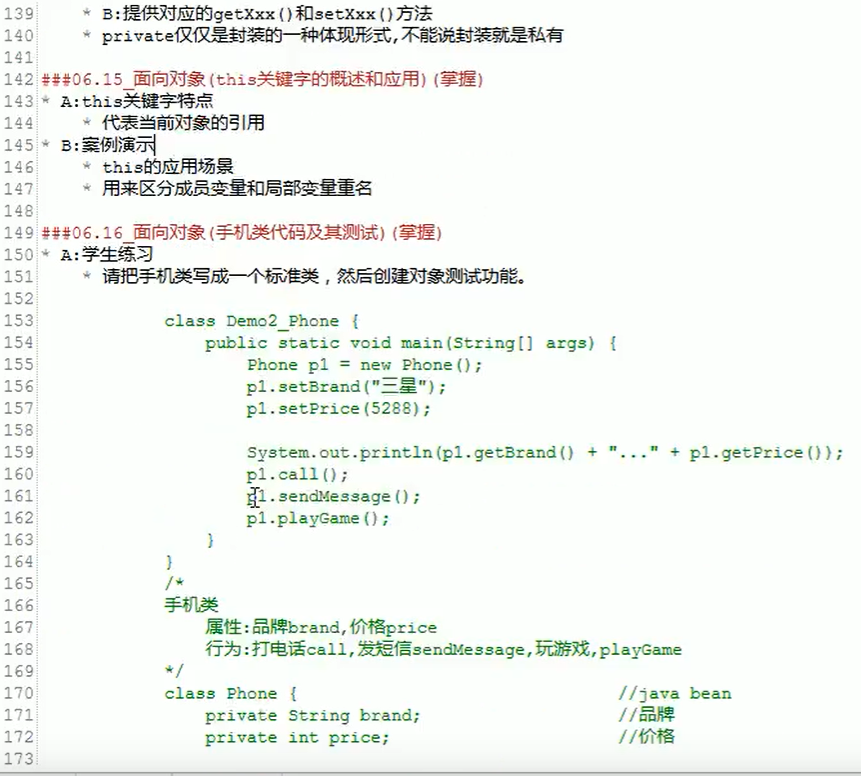 139 * B:提供对应的getXxx()和setXxx()方法
140 * private仅仅是封装的一种体现形式,不能说封装就是私有
141
142 ###06.15_面向对象(this关键字的概述和应用)(掌握)
143 * A:this关键字特点
144 * 代表当前对象的引用
145 * B:案例演示
146 * this的应用场景
147 * 用来区分成员变量和局部变量重名
148
149 ###06.16_面向对象(手机类代码及其测试)(掌握)
150 * A:学生练习
151 * 请把手机类写成一个标准类，然后创建对象测试功能。
152
153 class Demo2_Phone {
154 public static void main(String[] args) {
155 Phone p1 = new Phone();
156 p1.setBrand("三星");
157 p1.setPrice(5288);
158
159 System.out.println(p1.getBrand() + "..." + p1.getPrice());
160 p1.call();
161 p1.sendMessage();
162 p1.playGame();
163 }
164 }
165 /*
166 手机类
167 属性:品牌brand,价格price
168 行为:打电话call,发短信sendMessage,玩游戏,playGame
169 */
170 class Phone { //java bean
171 private String brand; //品牌
172 private int price; //价格
173